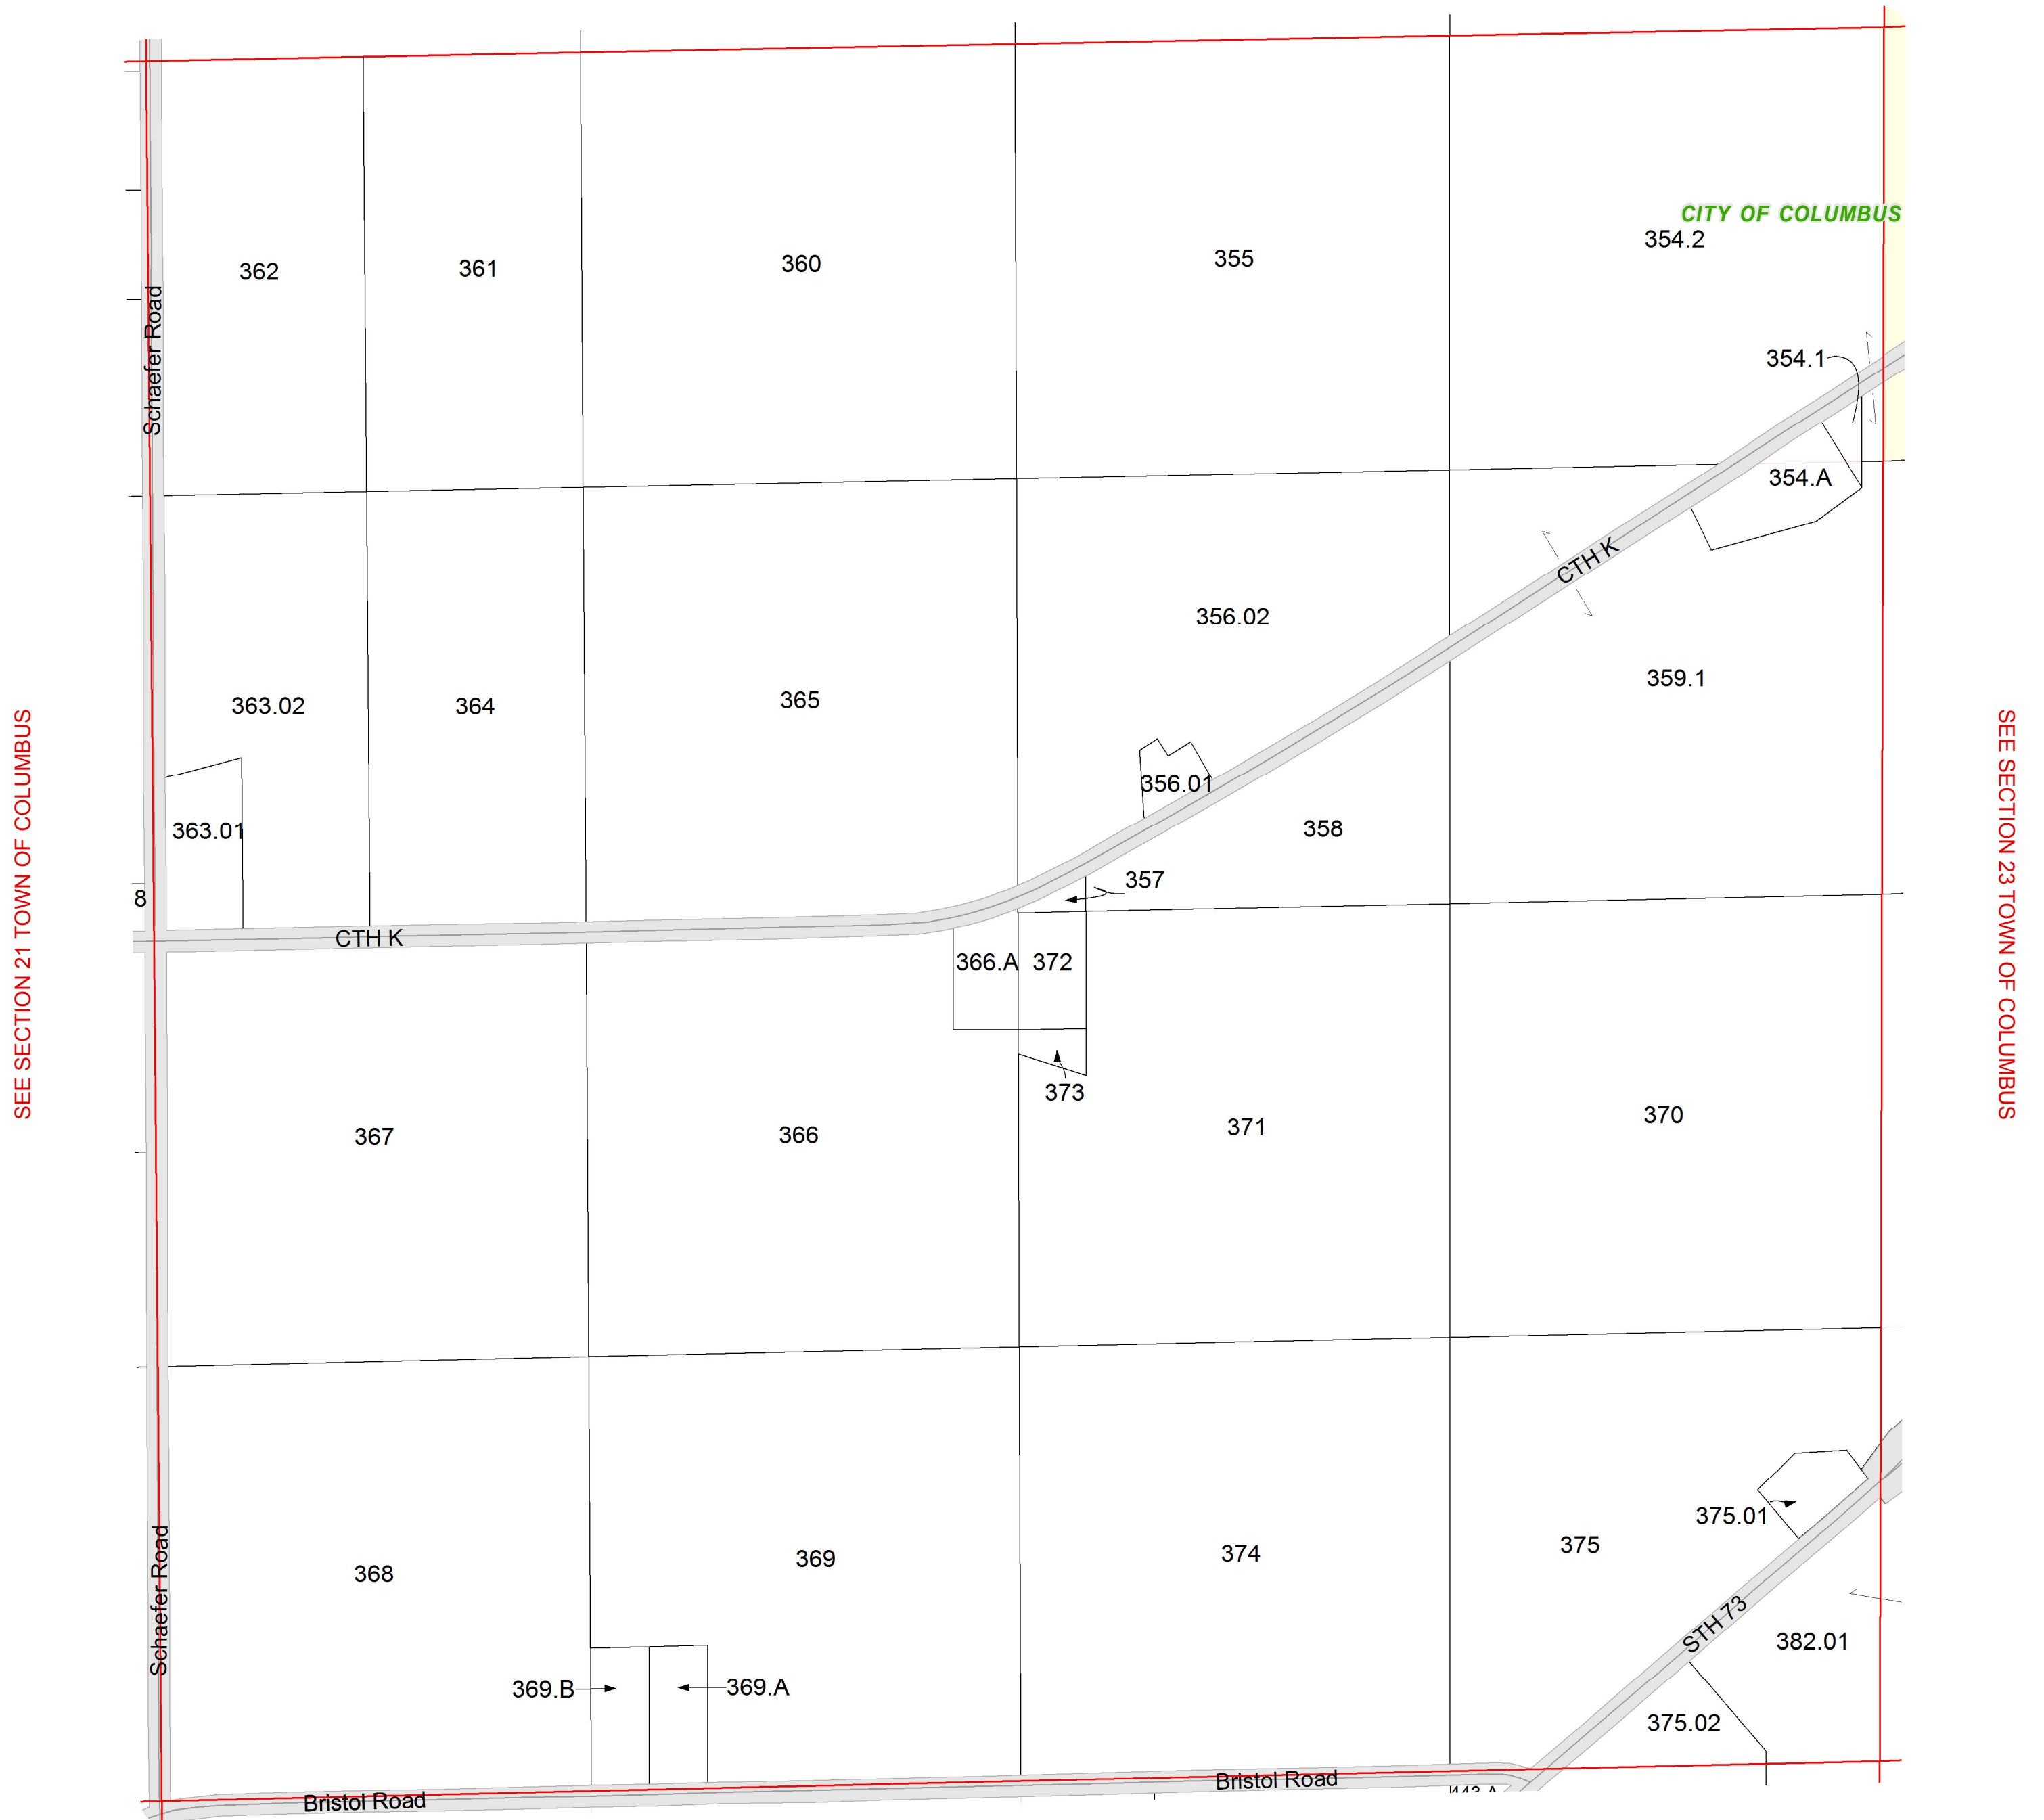 CITY OF COLUMBUS
354.2
355
360
361
362
Schaefer Road
354.1
354.A
CTH K
356.02
359.1
363.02
364
365
356.01
363.01
358
357
8
CTH K
366.A
372
373
SEE SECTION 21 TOWN OF COLUMBUS
SEE SECTION 23 TOWN OF COLUMBUS
367
366
371
370
375.01
375
374
369
368
Schaefer Road
STH 73
382.01
369.B
369.A
375.02
Bristol Road
Bristol Road